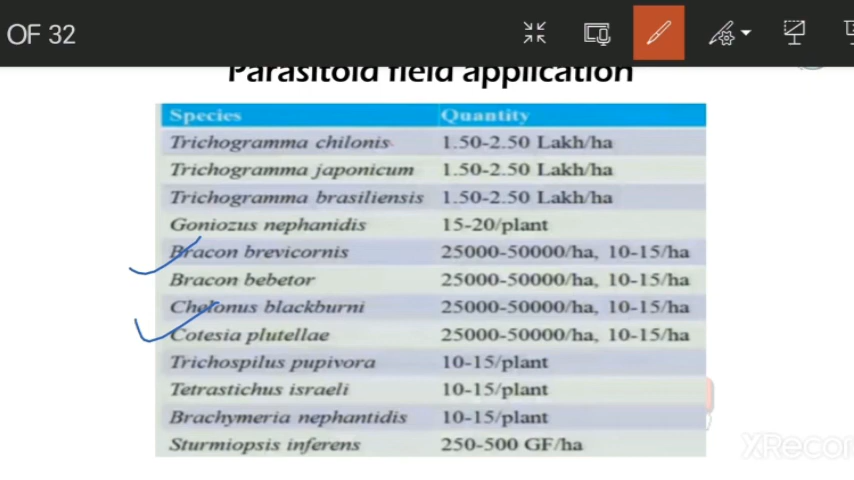 OF 32
Parasitoid field application
Species Quantity
Trichogramma chilonis 1.50-2.50 Lakh/ha
Trichogramma japonicum 1.50-2.50 Lakh/ha
Trichogramma brasiliensis 1.50-2.50 Lakh/ha
Goniozus nephanidis 15-20/plant
Bracon brevicornis 25000-50000/ha, 10-15/ha
Bracon bebetor 25000-50000/ha, 10-15/ha
Chelonus blackburni 25000-50000/ha, 10-15/ha
Cotesia plutellae 25000-50000/ha, 10-15/ha
Trichospilus pupivora 10-15/plant
Tetrastichus israeli 10-15/plant
Brachymeria nephantidis 10-15/plant
Sturmiopsis inferens 250-500 GF/ha
XRecor